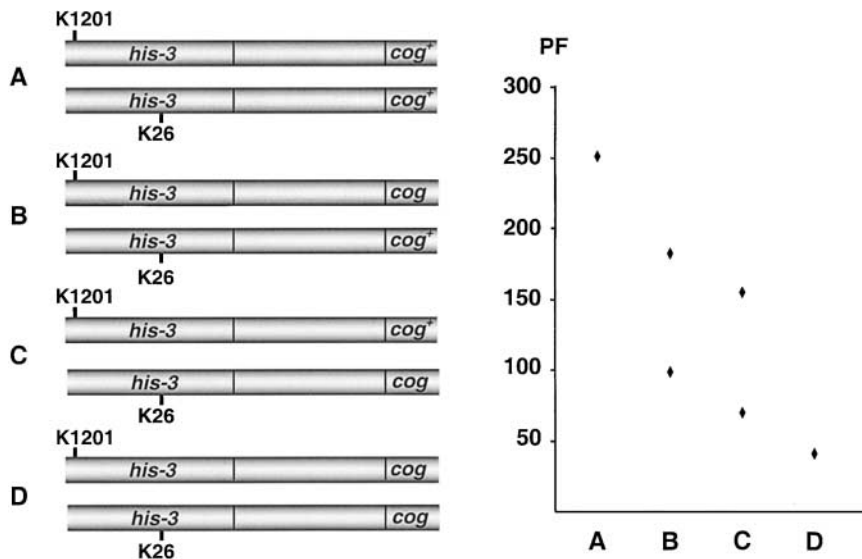 K1201
his-3 cog⁺
A
his-3 cog⁺
K26
K1201
his-3 cog
B
his-3 cog⁺
K26
K1201
his-3 cog⁺
C
his-3 cog
K26
K1201
his-3 cog
D
his-3 cog
K26
PF
300
250
200
150
100
50
A B C D